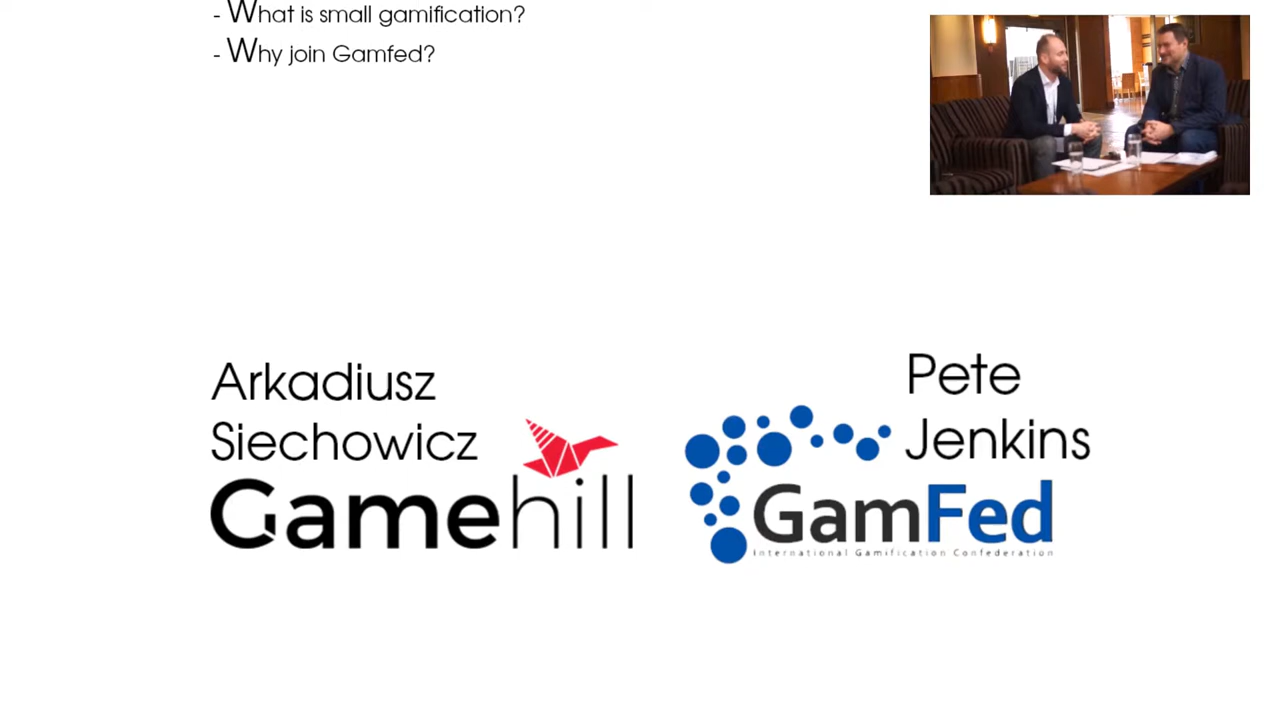 - What is small gamification?
- Why join Gamfed?
Arkadiusz
Siechowicz
Gamehill
Pete
Jenkins
GamFed
International Gamification Confederation